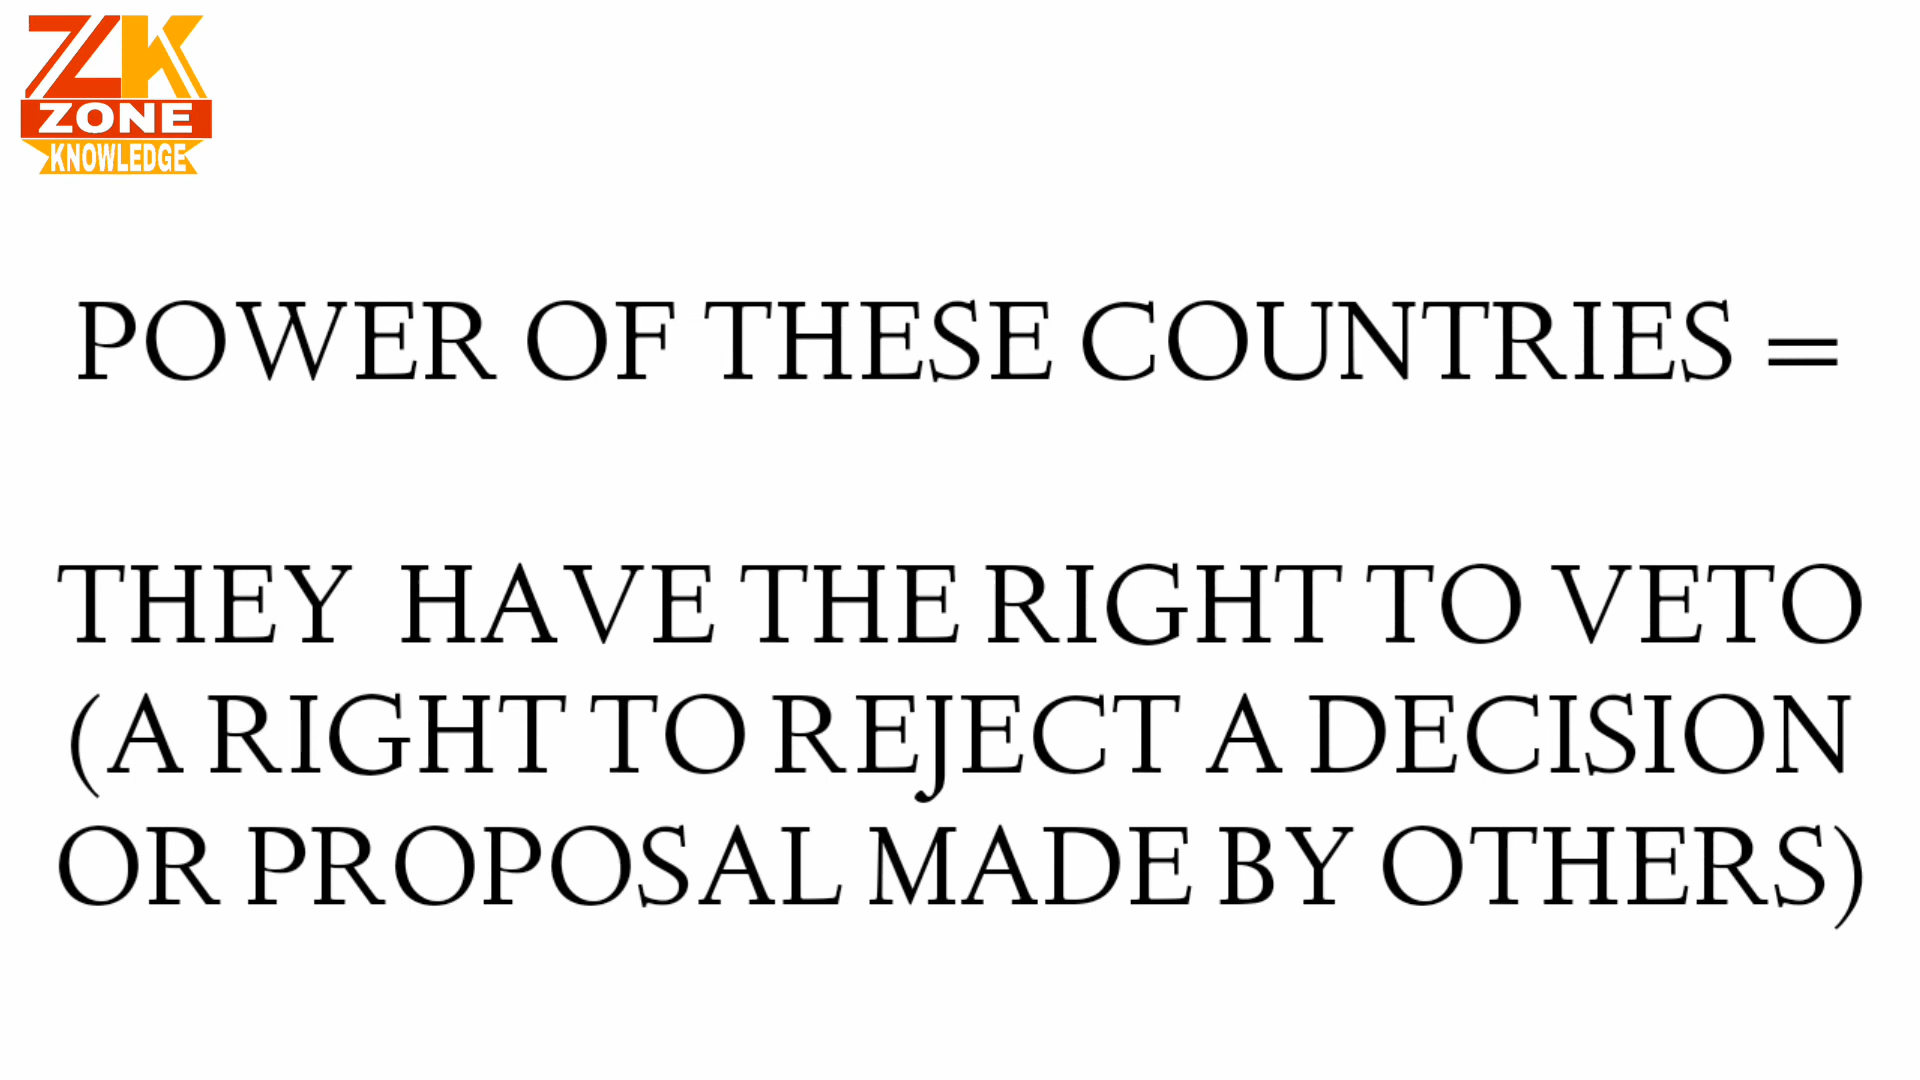 ZK
ZONE
KNOWLEDGE
POWER OF THESE COUNTRIES =
THEY HAVE THE RIGHT TO VETO
(A RIGHT TO REJECT A DECISION
OR PROPOSAL MADE BY OTHERS)